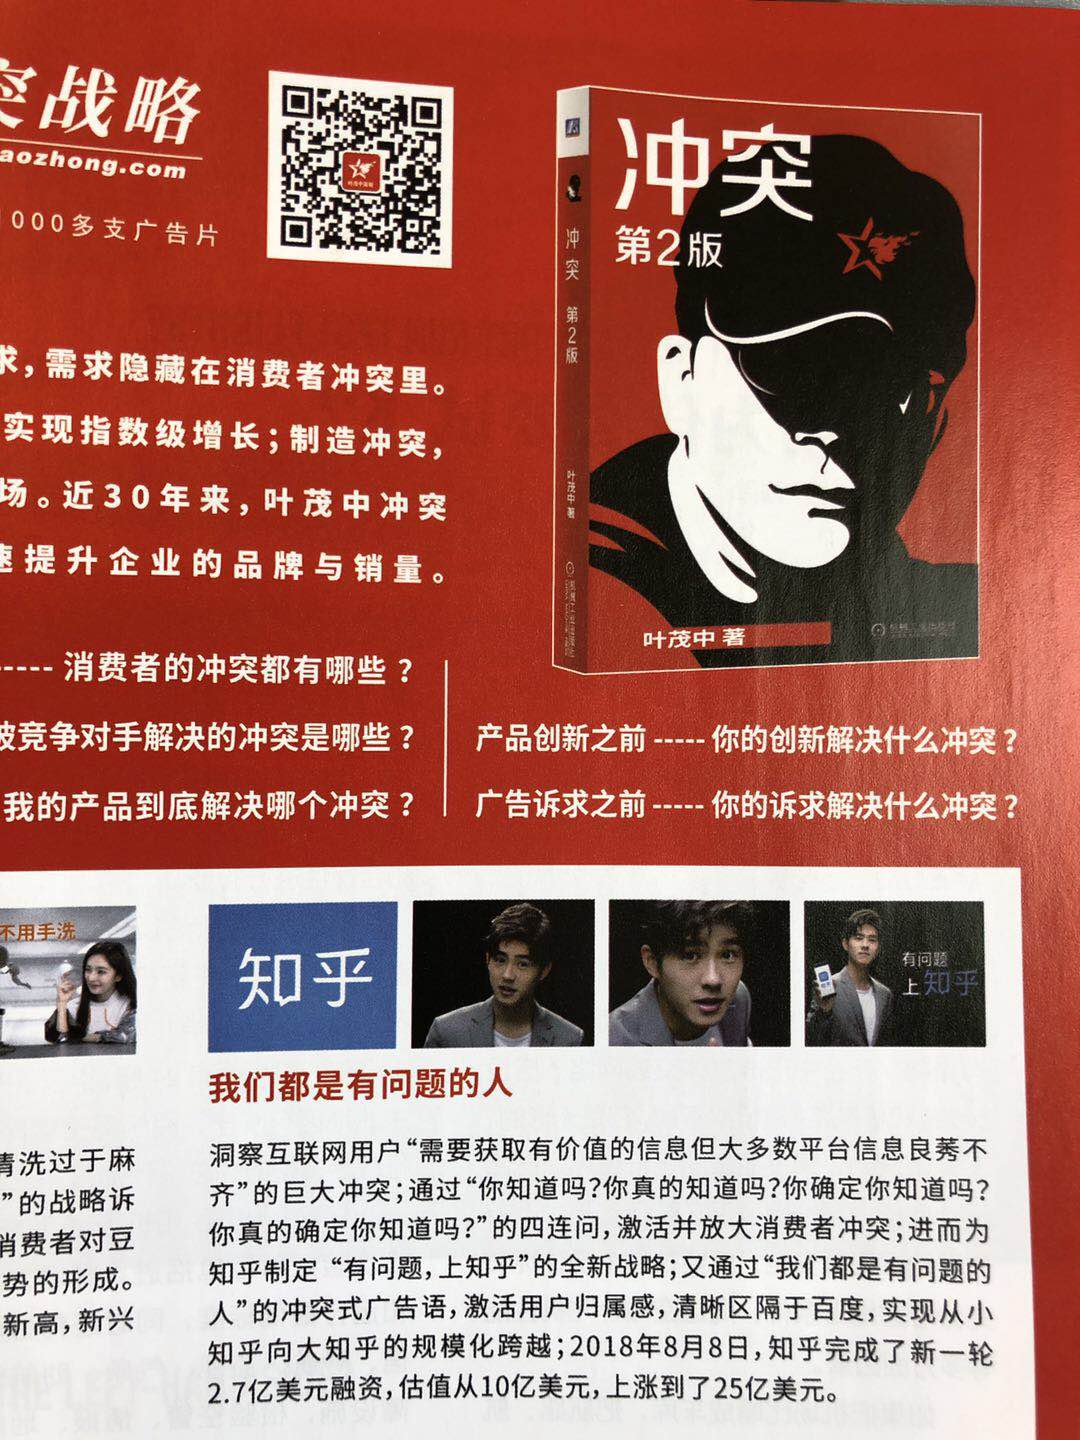 突战略
aozhong.com
1000多支广告片
冲突
第2版
冲突 第2版
叶茂中 著
叶茂中 著
求，需求隐藏在消费者冲突里。
实现指数级增长；制造冲突，
场。近30年来，叶茂中冲突
速提升企业的品牌与销量。
----- 消费者的冲突都有哪些？
被竞争对手解决的冲突是哪些？
我的产品到底解决哪个冲突？
产品创新之前 ----- 你的创新解决什么冲突？
广告诉求之前 ----- 你的诉求解决什么冲突？
不用手洗
知乎
有问题
上知乎
我们都是有问题的人
清洗过于麻
”的战略诉
消费者对豆
势的形成。
新高，新兴
洞察互联网用户“需要获取有价值的信息但大多数平台信息良莠不
齐”的巨大冲突；通过“你知道吗？你真的知道吗？你确定你知道吗？
你真的确定你知道吗？”的四连问，激活并放大消费者冲突；进而为
知乎制定 “有问题，上知乎”的全新战略；又通过“我们都是有问题的
人”的冲突式广告语，激活用户归属感，清晰区隔于百度，实现从小
知乎向大知乎的规模化跨越；2018年8月8日，知乎完成了新一轮
2.7亿美元融资，估值从10亿美元，上涨到了25亿美元。